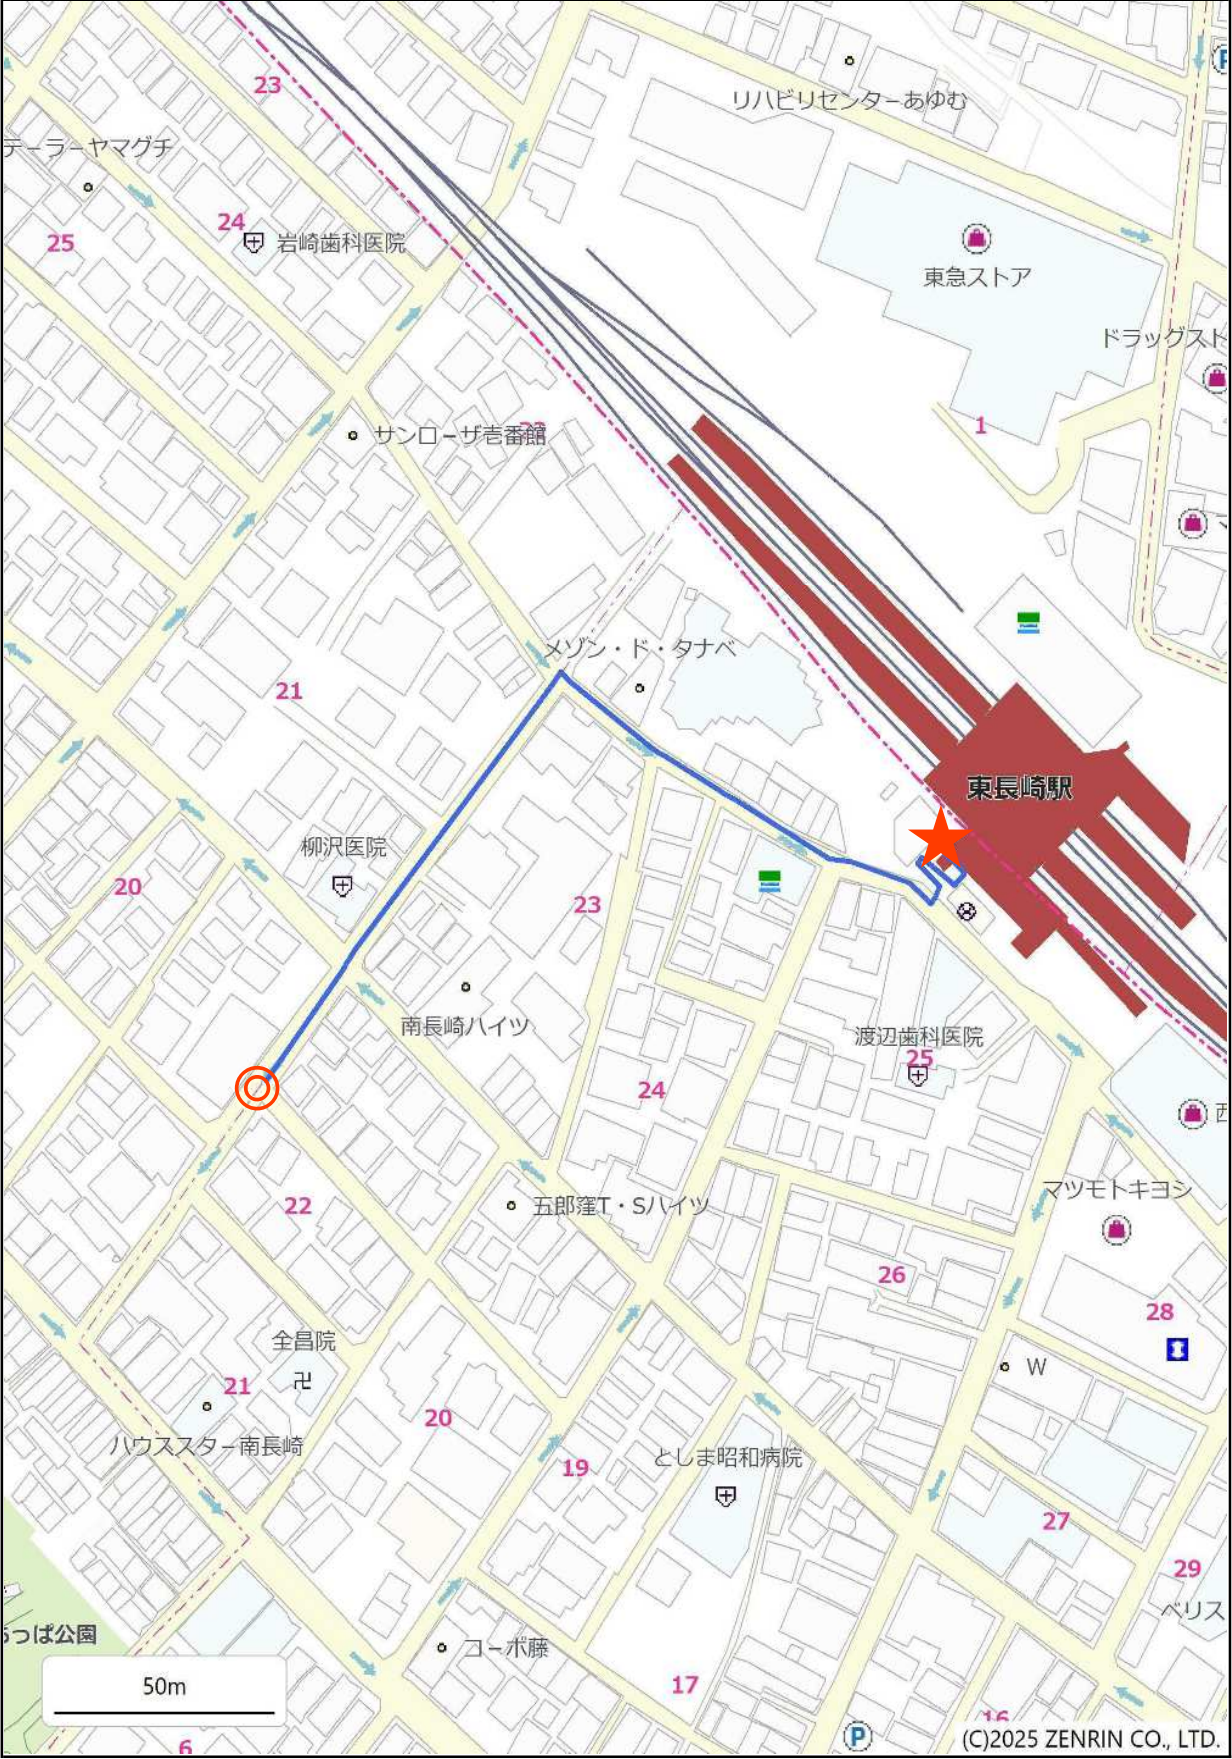 23
リハビリセンターあゆむ
テーラーヤマグチ
24
25
岩崎歯科医院
東急ストア
ドラッグスト
1
サンローザ壱番館
メゾン・ド・タナベ
21
東長崎駅
柳沢医院
20
23
南長崎ハイツ
渡辺歯科医院
25
24
西
マツモトキヨシ
22
五郎窪T・Sハイツ
26
28
全昌院
卍
W
21
20
ハウススター南長崎
としま昭和病院
19
27
29
ベリス
っぱ公園
コーポ藤
50m
17
16
P
(C)2025 ZENRIN CO., LTD.
6